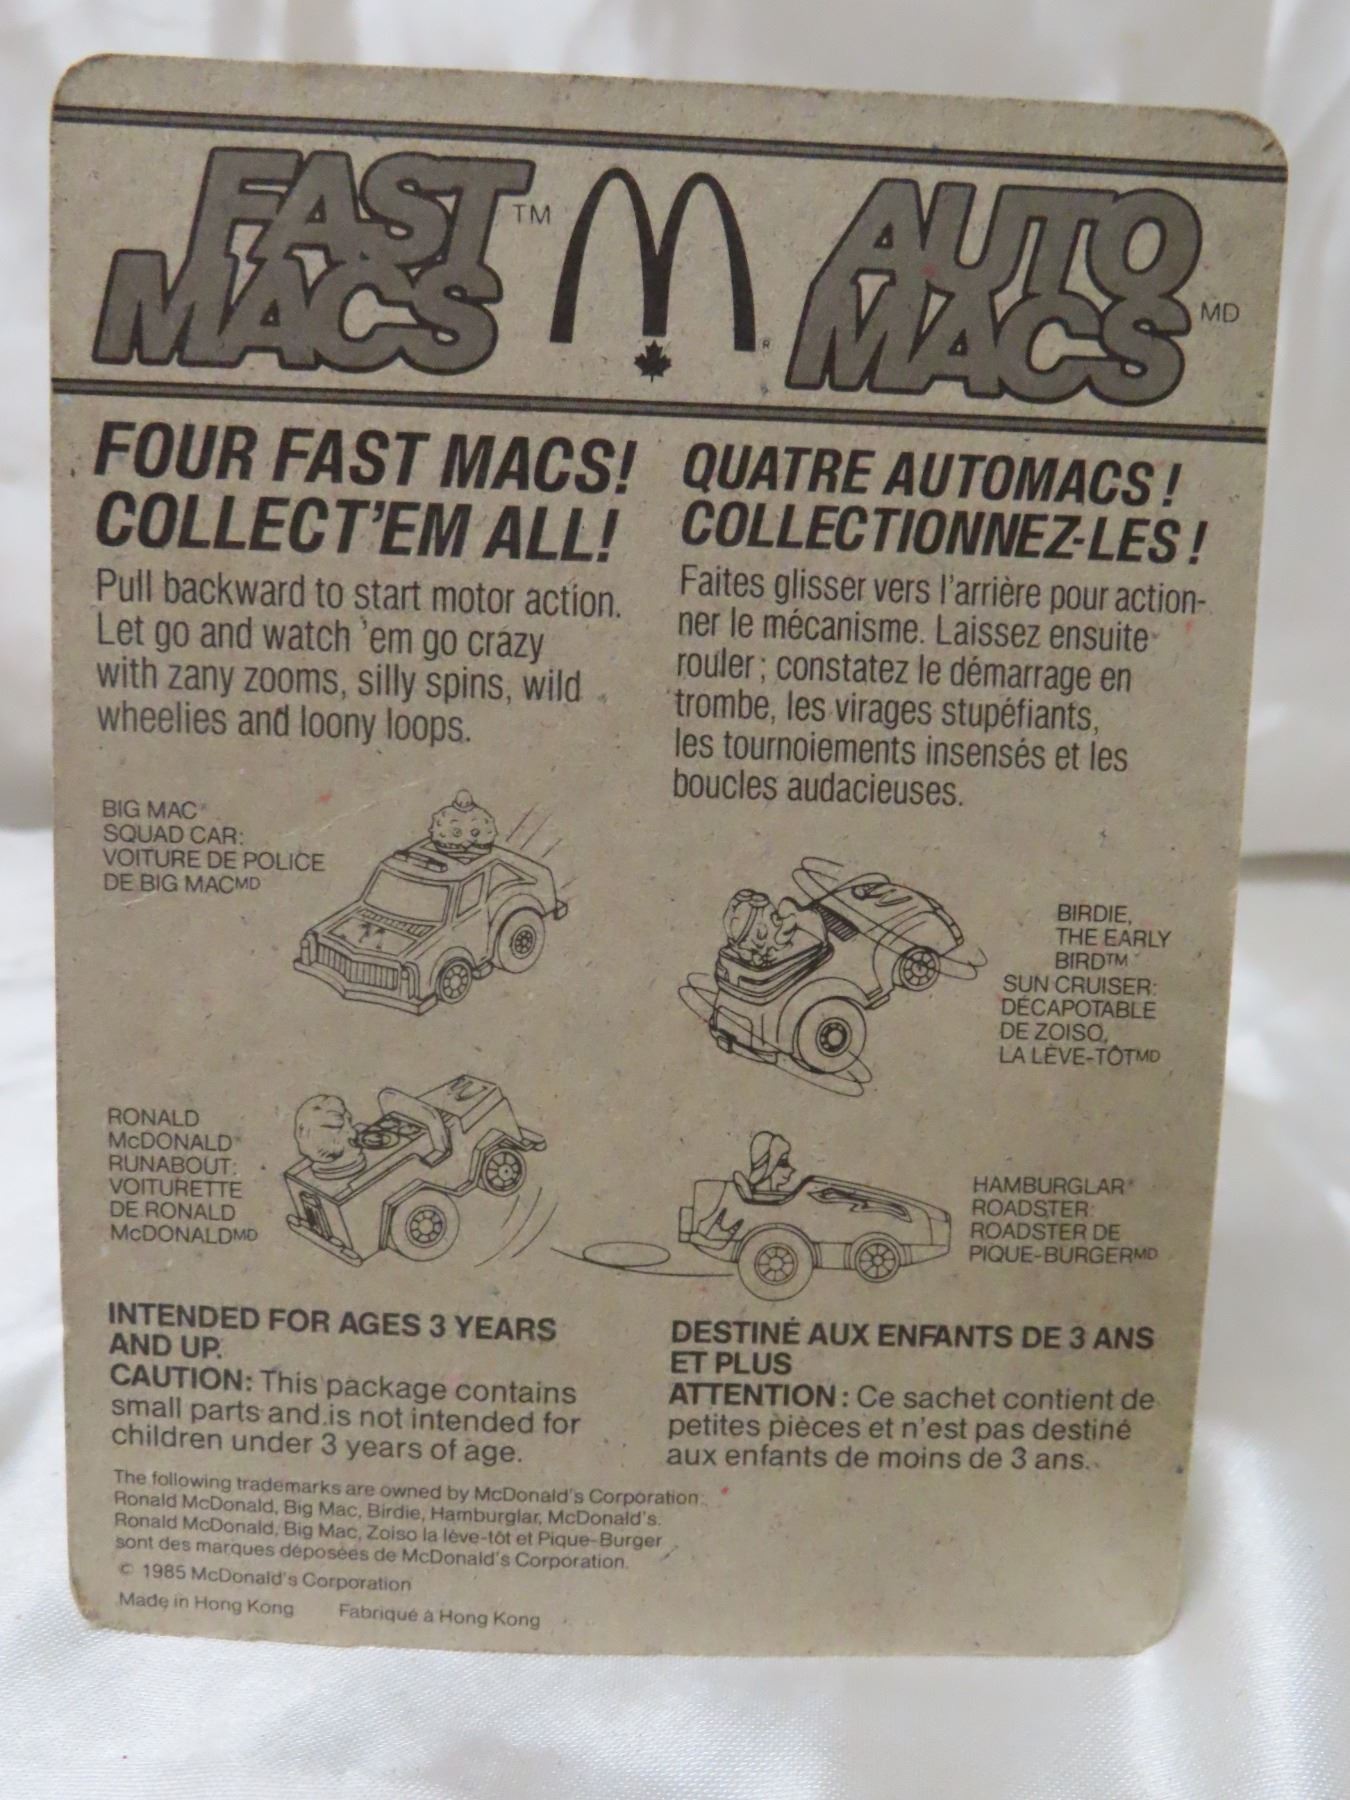 FAST
MACS
TM
M
R
AUTO
MACS
MD
FOUR FAST MACS!
COLLECT'EM ALL!
Pull backward to start motor action.
Let go and watch 'em go crazy
with zany zooms, silly spins, wild
wheelies and loony loops.
QUATRE AUTOMACS !
COLLECTIONNEZ-LES !
Faites glisser vers l'arrière pour action-
ner le mécanisme. Laissez ensuite
rouler ; constatez le démarrage en
trombe, les virages stupéfiants,
les tournoiements insensés et les
boucles audacieuses.
BIG MAC®
SQUAD CAR:
VOITURE DE POLICE
DE BIG MACMD
BIRDIE,
THE EARLY
BIRDTM
SUN CRUISER:
DÉCAPOTABLE
DE ZOISO,
LA LÈVE-TÔTMD
RONALD
McDONALD®
RUNABOUT:
VOITURETTE
DE RONALD
McDONALDMD
HAMBURGLAR®
ROADSTER:
ROADSTER DE
PIQUE-BURGERMD
INTENDED FOR AGES 3 YEARS
AND UP.
CAUTION: This package contains
small parts and is not intended for
children under 3 years of age.
DESTINÉ AUX ENFANTS DE 3 ANS
ET PLUS
ATTENTION : Ce sachet contient de
petites pièces et n'est pas destiné
aux enfants de moins de 3 ans.
The following trademarks are owned by McDonald's Corporation:
Ronald McDonald, Big Mac, Birdie, Hamburglar, McDonald's.
Ronald McDonald, Big Mac, Zoiso la lève-tôt et Pique-Burger
sont des marques déposées de McDonald's Corporation.
© 1985 McDonald's Corporation
Made in Hong Kong Fabriqué à Hong Kong